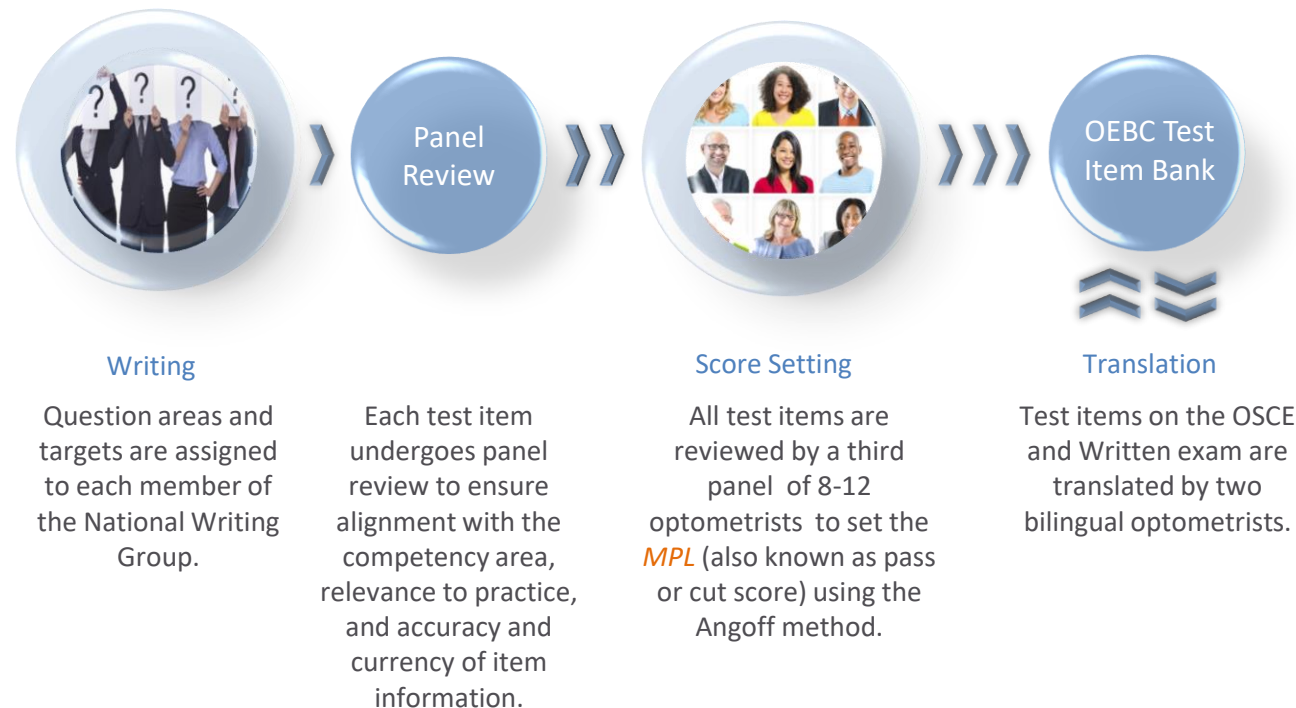 ? ? ? ?
Panel
Review
OEBC Test
Item Bank
Writing
Question areas and
targets are assigned
to each member of
the National Writing
Group.
Each test item
undergoes panel
review to ensure
alignment with the
competency area,
relevance to practice,
and accuracy and
currency of item
information.
Score Setting
All test items are
reviewed by a third
panel of 8-12
optometrists to set the
MPL (also known as pass
or cut score) using the
Angoff method.
Translation
Test items on the OSCE
and Written exam are
translated by two
bilingual optometrists.